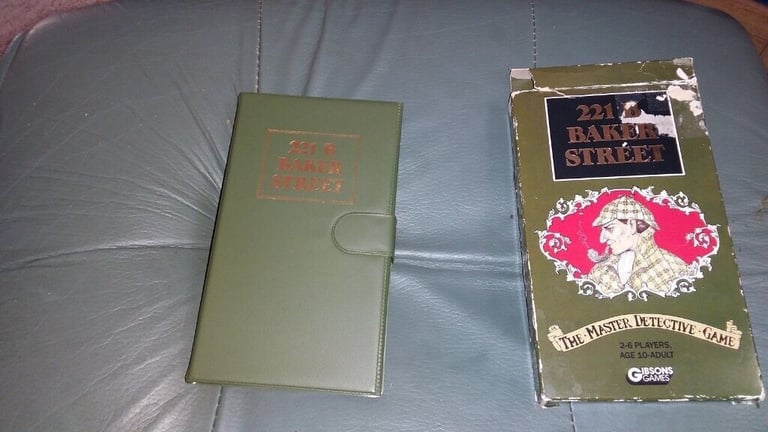 221 B
BAKER
STREET
221 B
BAKER
STREET
THE·MASTER DETECTIVE·GAME
2-6 PLAYERS,
AGE 10-ADULT
GIBSONS
GAMES